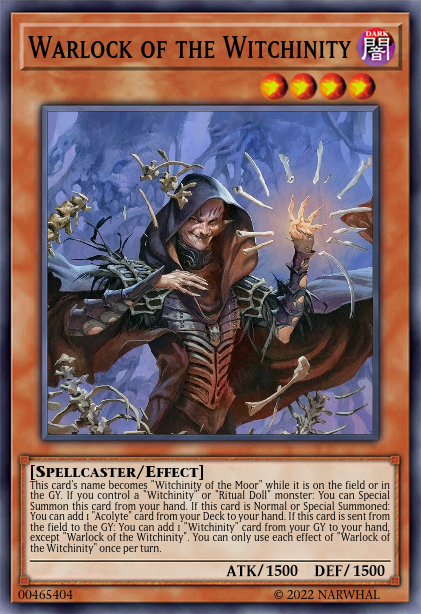 Warlock of the Witchinity
DARK
闇
[Spellcaster/Effect]
This card's name becomes "Witchinity of the Moor" while it is on the field or in
the GY. If you control a "Witchinity" or "Ritual Doll" monster: You can Special
Summon this card from your hand. If this card is Normal or Special Summoned:
You can add 1 "Acolyte" card from your Deck to your hand. If this card is sent from
the field to the GY: You can add 1 "Witchinity" card from your GY to your hand,
except "Warlock of the Witchinity". You can only use each effect of "Warlock of
the Witchinity" once per turn.
ATK/1500 DEF/1500
00465404 © 2022 NARWHAL